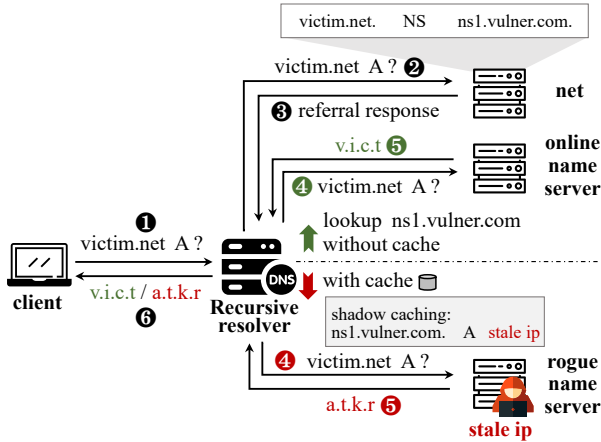 victim.net. NS ns1.vulner.com.
victim.net A ? ❷
❸ referral response
net
v.i.c.t ❺
❹ victim.net A ?
online
name
server
❶
victim.net A ?
v.i.c.t / a.t.k.r
❻
client
DNS
Recursive
resolver
lookup ns1.vulner.com
without cache
with cache
shadow caching:
ns1.vulner.com. A stale ip
❹ victim.net A ?
a.t.k.r ❺
rogue
name
server
stale ip